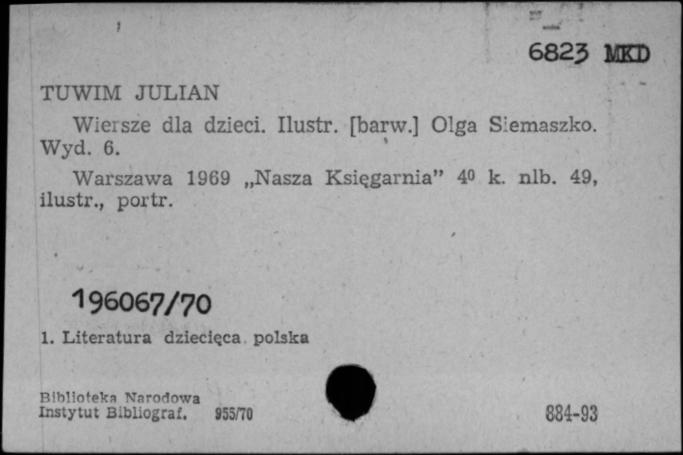 6823 MKD
TUWIM JULIAN
Wiersze dla dzieci. Ilustr. [barw.] Olga Siemaszko.
Wyd. 6.
Warszawa 1969 „Nasza Księgarnia” 4⁰ k. nlb. 49,
ilustr., portr.
196067/70
1. Literatura dziecięca polska
Biblioteka Narodowa
Instytut Bibliograf. 955/70
884-93